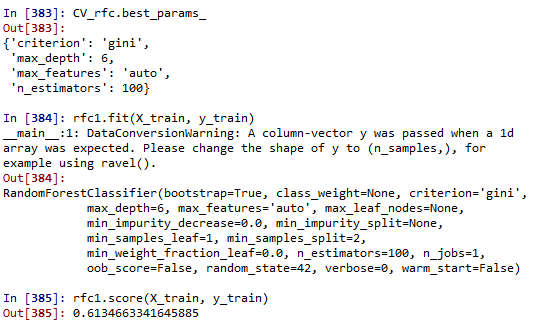 In [383]: CV_rfc.best_params_
Out[383]:
{'criterion': 'gini',
 'max_depth': 6,
 'max_features': 'auto',
 'n_estimators': 100}
In [384]: rfc1.fit(X_train, y_train)
__main__:1: DataConversionWarning: A column-vector y was passed when a 1d
array was expected. Please change the shape of y to (n_samples,), for
example using ravel().
Out[384]:
RandomForestClassifier(bootstrap=True, class_weight=None, criterion='gini',
            max_depth=6, max_features='auto', max_leaf_nodes=None,
            min_impurity_decrease=0.0, min_impurity_split=None,
            min_samples_leaf=1, min_samples_split=2,
            min_weight_fraction_leaf=0.0, n_estimators=100, n_jobs=1,
            oob_score=False, random_state=42, verbose=0, warm_start=False)
In [385]: rfc1.score(X_train, y_train)
Out[385]: 0.6134663341645885